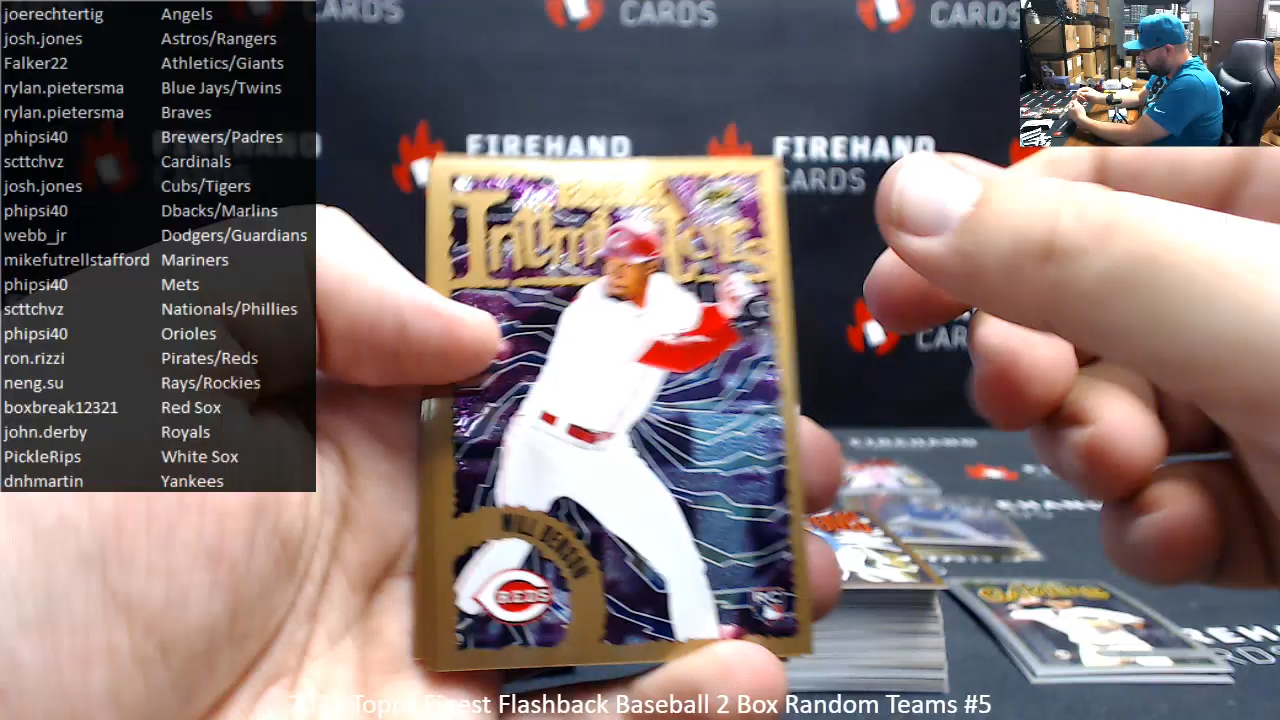 joerechtertig Angels
josh.jones Astros/Rangers
Falker22 Athletics/Giants
rylan.pietersma Blue Jays/Twins
rylan.pietersma Braves
phipsi40 Brewers/Padres
scttchvz Cardinals
josh.jones Cubs/Tigers
phipsi40 Dbacks/Marlins
webb_jr Dodgers/Guardians
mikefutrellstafford Mariners
phipsi40 Mets
scttchvz Nationals/Phillies
phipsi40 Orioles
ron.rizzi Pirates/Reds
neng.su Rays/Rockies
boxbreak12321 Red Sox
john.derby Royals
PickleRips White Sox
dnhmartin Yankees
CARDS CARDS CARDS
FIREHAND FIREHAND
CARDS
WILL BENSON
REDS
RC
Flashback Baseball 2 Box Random Teams #5